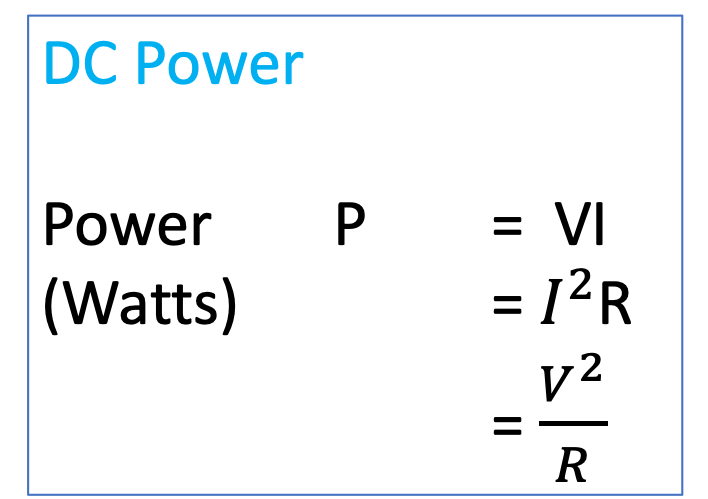 DC Power
Power P = VI
(Watts) = I²R
= V²/R